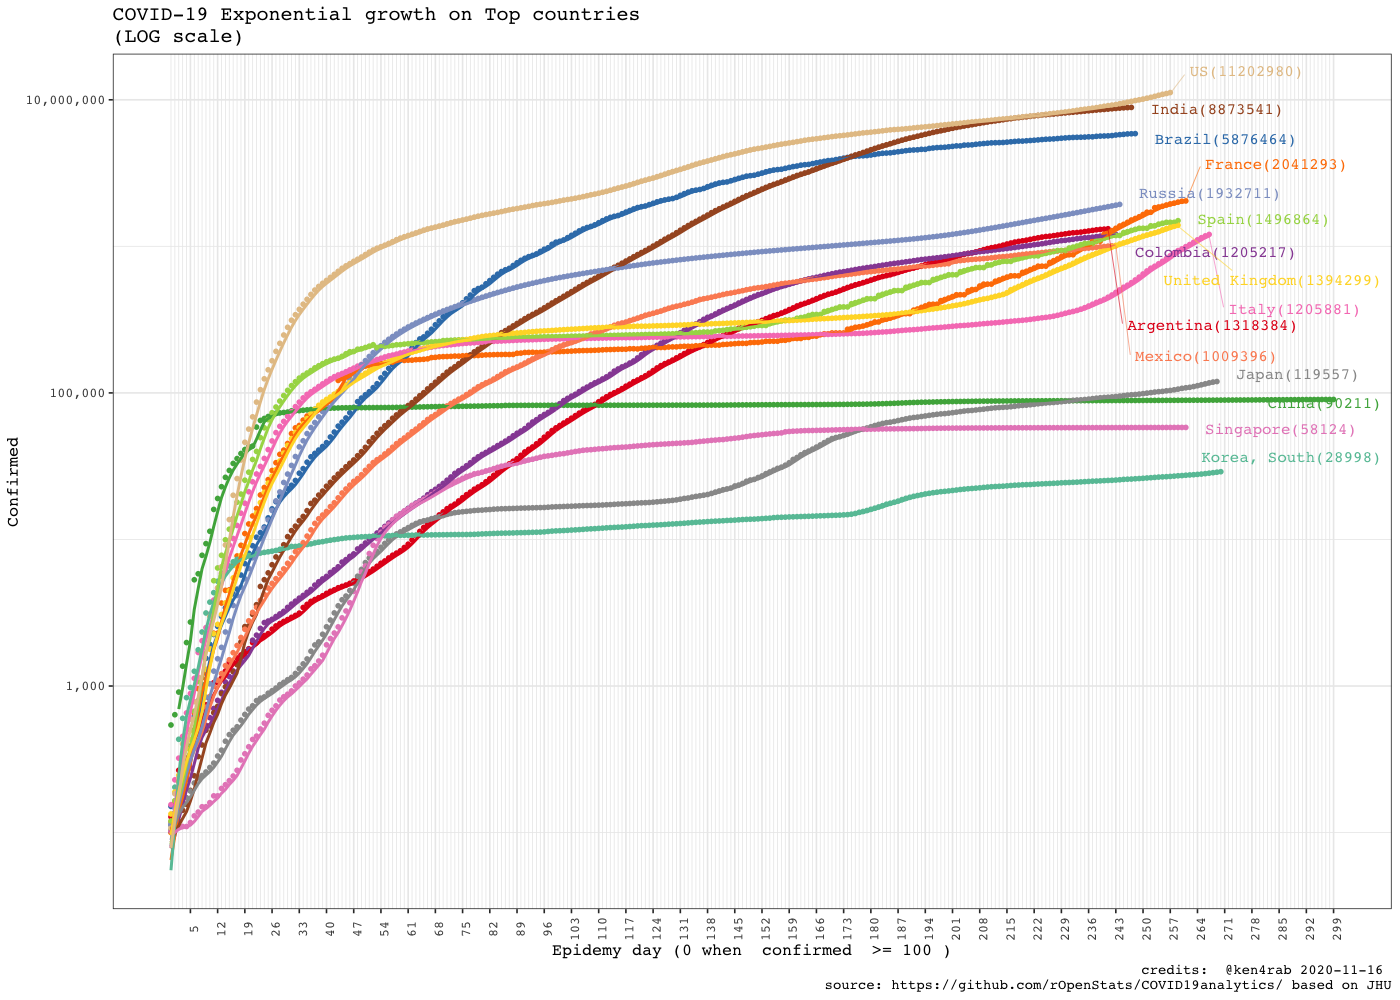 COVID-19 Exponential growth on Top countries
(LOG scale)
US(11202980)
10,000,000
India(8873541)
Brazil(5876464)
France(2041293)
Russia(1932711)
Spain(1496864)
Colombia(1205217)
United Kingdom(1394299)
Italy(1205881)
Argentina(1318384)
Mexico(1009396)
Japan(119557)
100,000
China(90211)
Singapore(58124)
Korea, South(28998)
Confirmed
1,000
5 12 19 26 33 40 47 54 61 68 75 82 89 96 103 110 117 124 131 138 145 152 159 166 173 180 187 194 201 208 215 222 229 236 243 250 257 264 271 278 285 292 299
Epidemy day (0 when  confirmed  >= 100 )
credits:  @ken4rab 2020-11-16
source: https://github.com/rOpenStats/COVID19analytics/ based on JHU